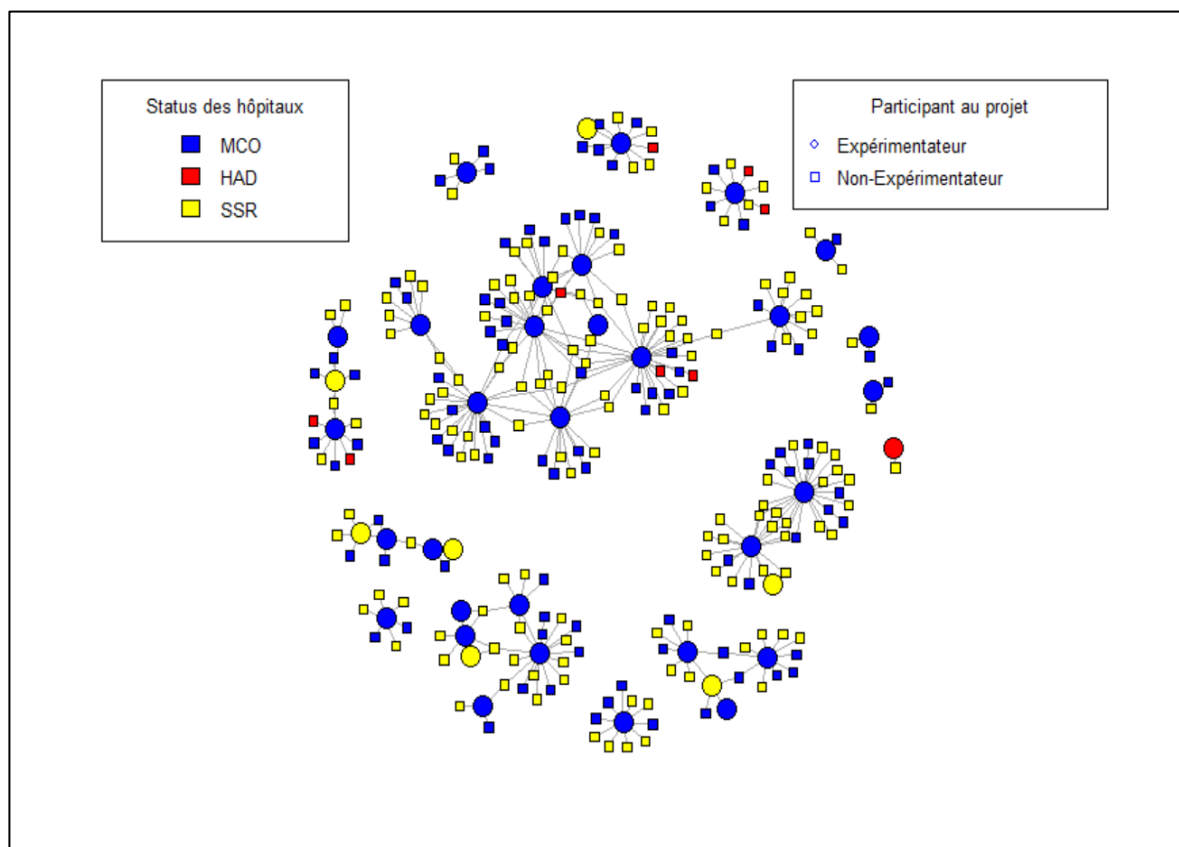 Status des hôpitaux
MCO
HAD
SSR
Participant au projet
Expérimentateur
Non-Expérimentateur